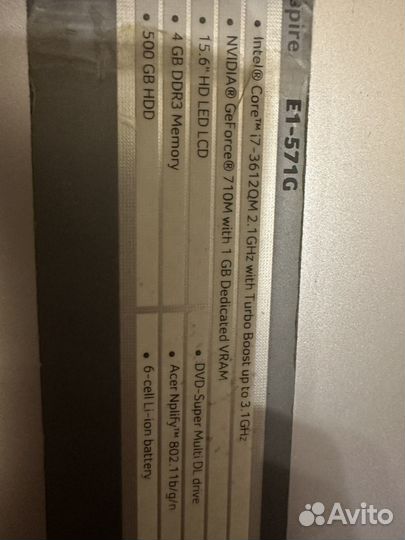 spire E1-571G
• Intel® Core™ i7-3612QM 2.1GHz with Turbo Boost up to 3.1GHz
• NVIDIA® GeForce® 710M with 1 GB Dedicated VRAM
• 15.6" HD LED LCD
• DVD-Super Multi DL drive
• 4 GB DDR3 Memory
• Acer Nplify™ 802.11b/g/n
• 500 GB HDD
• 6-cell Li-ion battery
Avito